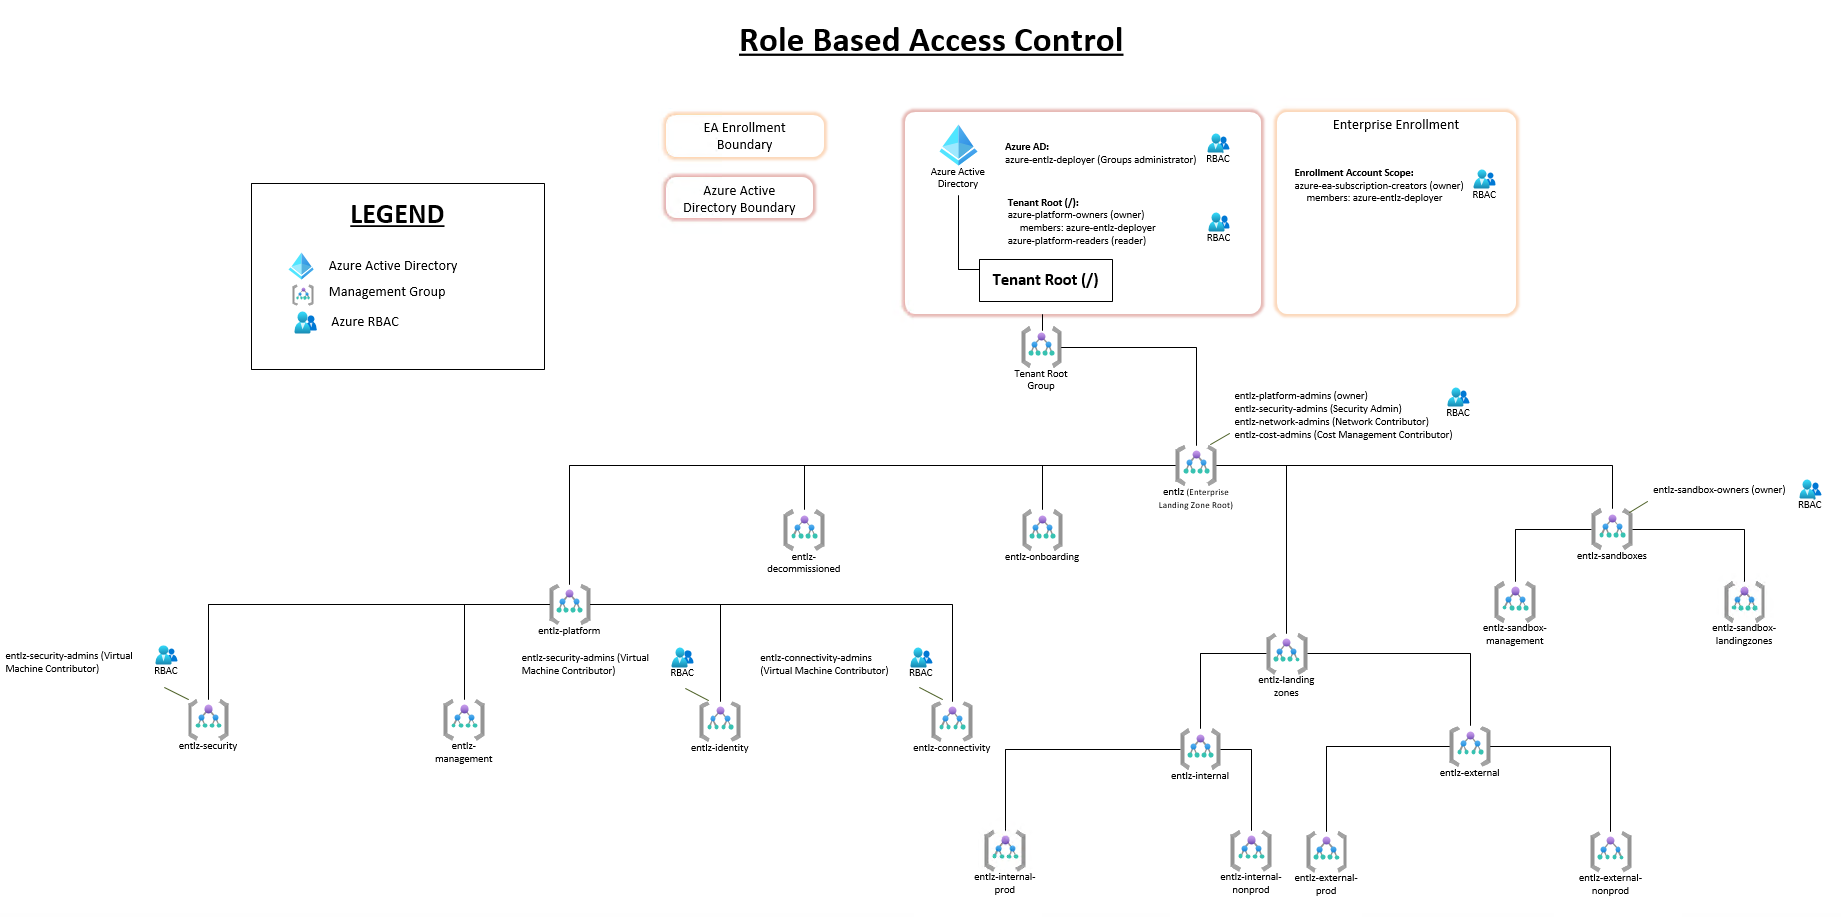 Role Based Access Control
EA Enrollment
Boundary
Azure Active
Directory Boundary
LEGEND
Azure Active Directory
Management Group
Azure RBAC
Azure Active
Directory
Azure AD:
azure-entlz-deployer (Groups administrator)
RBAC
Tenant Root (/):
azure-platform-owners (owner)
members: azure-entlz-deployer
azure-platform-readers (reader)
RBAC
Tenant Root (/)
Enterprise Enrollment
Enrollment Account Scope:
azure-ea-subscription-creators (owner)
members: azure-entlz-deployer
RBAC
Tenant Root
Group
entlz-platform-admins (owner)
entlz-security-admins (Security Admin)
entlz-network-admins (Network Contributor)
entlz-cost-admins (Cost Management Contributor)
RBAC
entlz (Enterprise
Landing Zone Root)
entlz-sandbox-owners (owner)
RBAC
entlz-
decommissioned
entlz-onboarding
entlz-sandboxes
entlz-platform
entlz-sandbox-
management
entlz-sandbox-
landingzones
entlz-security-admins (Virtual
Machine Contributor)
RBAC
entlz-security-admins (Virtual
Machine Contributor)
RBAC
entlz-connectivity-admins
(Virtual Machine Contributor)
RBAC
entlz-landing
zones
entlz-security
entlz-
management
entlz-identity
entlz-connectivity
entlz-internal
entlz-external
entlz-internal-
prod
entlz-internal-
nonprod
entlz-external-
prod
entlz-external-
nonprod